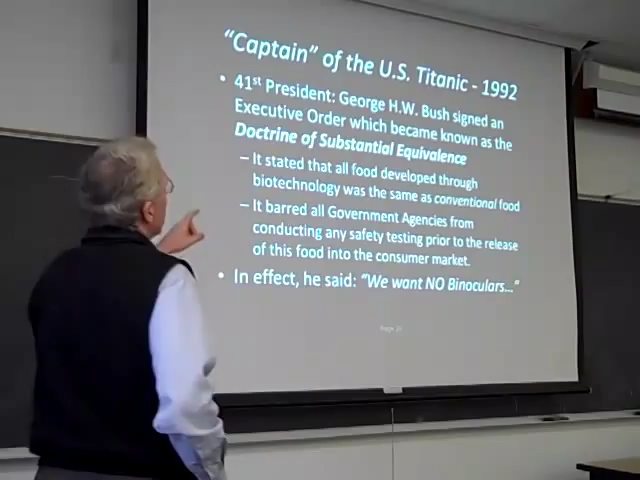 “Captain” of the U.S. Titanic - 1992
• 41st President: George H.W. Bush signed an
Executive Order which became known as the
Doctrine of Substantial Equivalence
– It stated that all food developed through
biotechnology was the same as conventional food
– It barred all Government Agencies from
conducting any safety testing prior to the release
of this food into the consumer market.
• In effect, he said: “We want NO Binoculars…”
Page